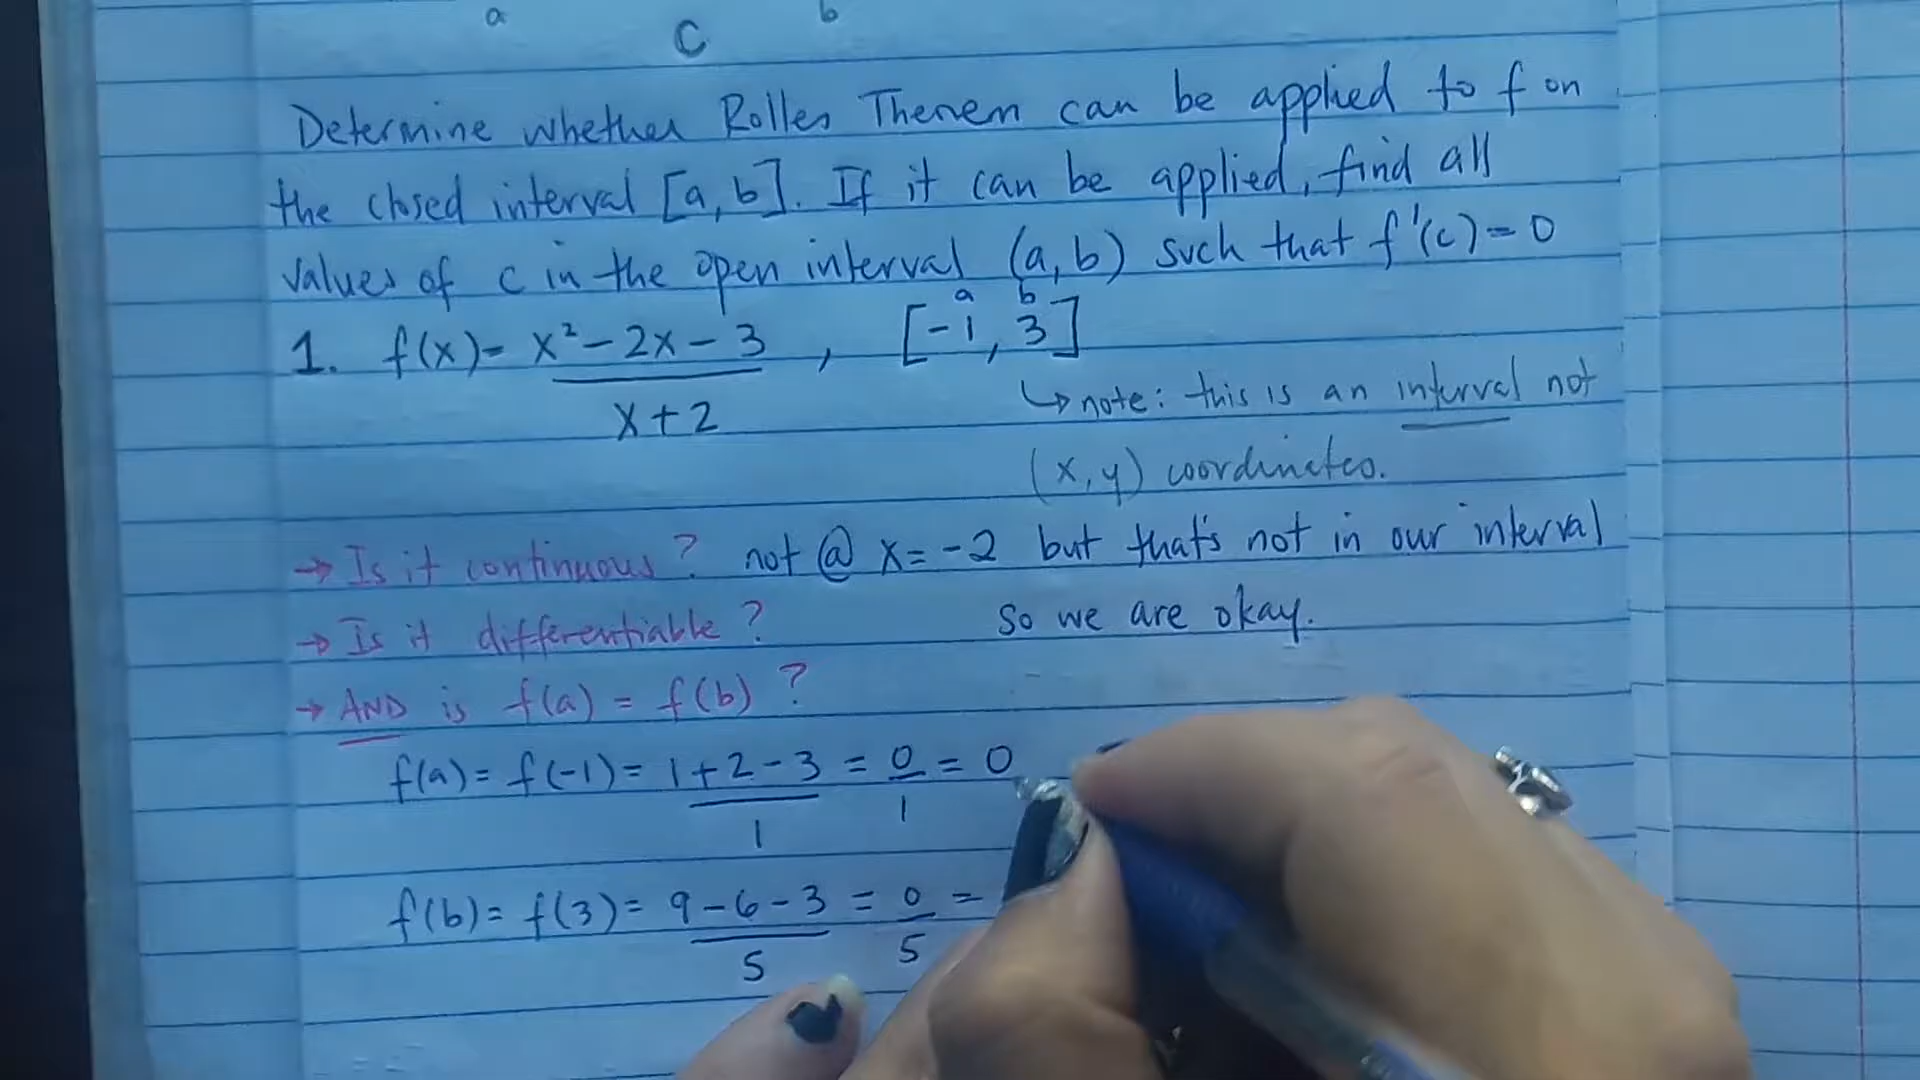 a b
c
Determine whether Rolles Therem can be applied to f on
the closed interval [a, b]. If it can be applied, find all
values of c in the open interval (a, b) such that f'(c) = 0
a b
1. f(x) = x² - 2x - 3 , [-1, 3]
x + 2
↳ note: this is an interval not
(x, y) coordinates.
→ Is it continuous? not @ x = -2 but that's not in our interval
→ Is it differentiable? So we are okay.
→ AND is f(a) = f(b)?
f(a) = f(-1) = 1 + 2 - 3 = 0 = 0
1 1
f(b) = f(3) = 9 - 6 - 3 = 0 =
5 5